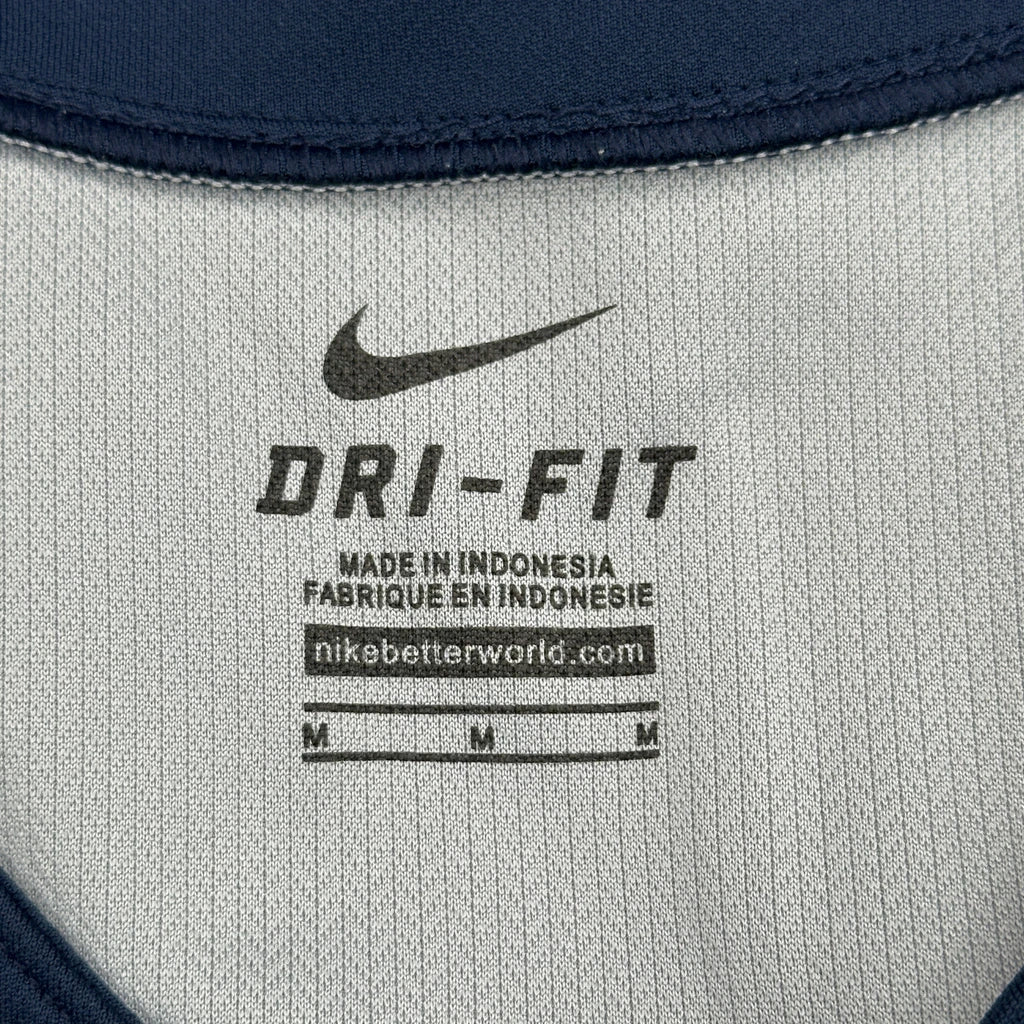 DRI-FIT
MADE IN INDONESIA
FABRIQUE EN INDONESIE
nikebetterworld.com
M M M